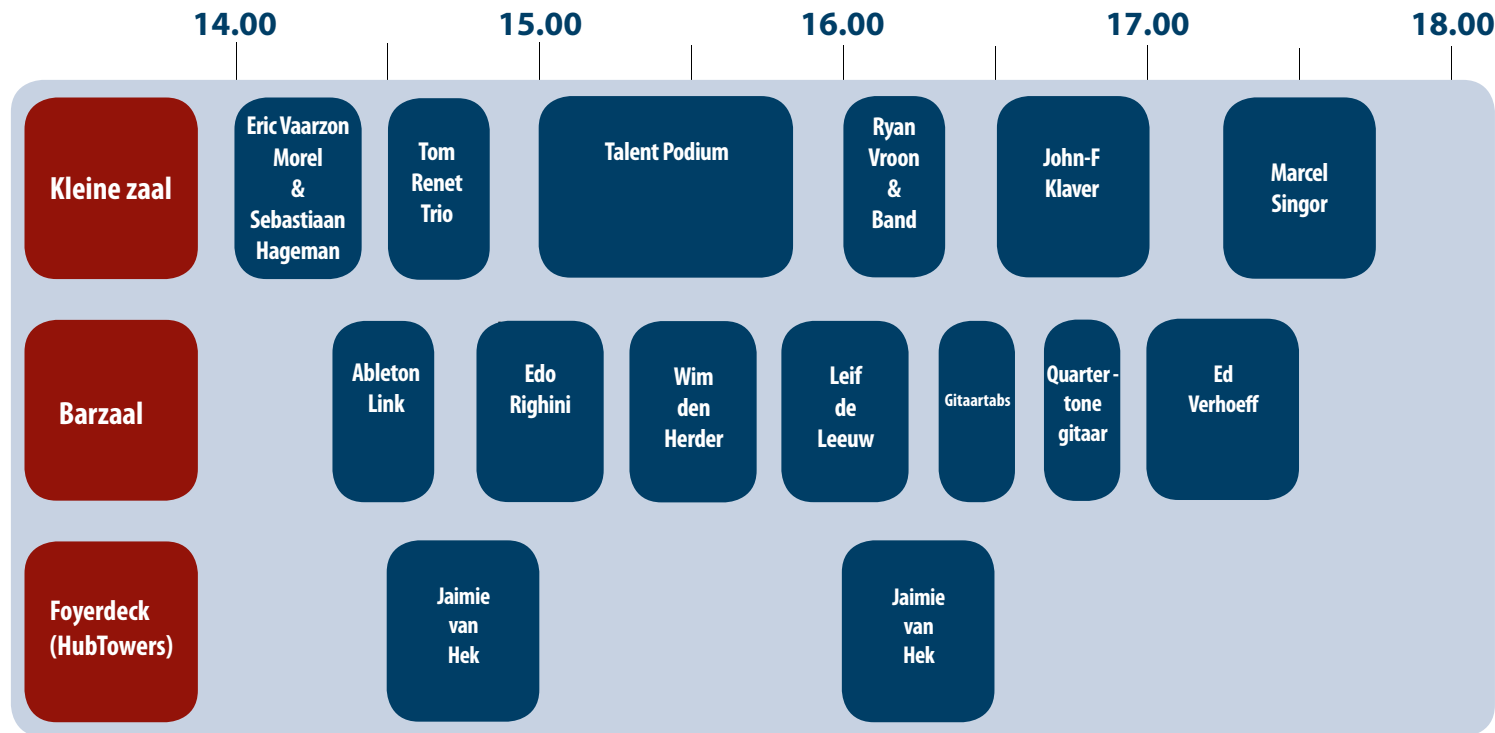 14.00 15.00 16.00 17.00 18.00
Kleine zaal
Eric Vaarzon
Morel
&
Sebastiaan
Hageman
Tom
Renet
Trio
Talent Podium
Ryan
Vroon
&
Band
John-F
Klaver
Marcel
Singor
Barzaal
Ableton
Link
Edo
Righini
Wim
den
Herder
Leif
de
Leeuw
Gitaartabs
Quarter-
tone
gitaar
Ed
Verhoeff
Foyerdeck
(HubTowers)
Jaimie
van
Hek
Jaimie
van
Hek